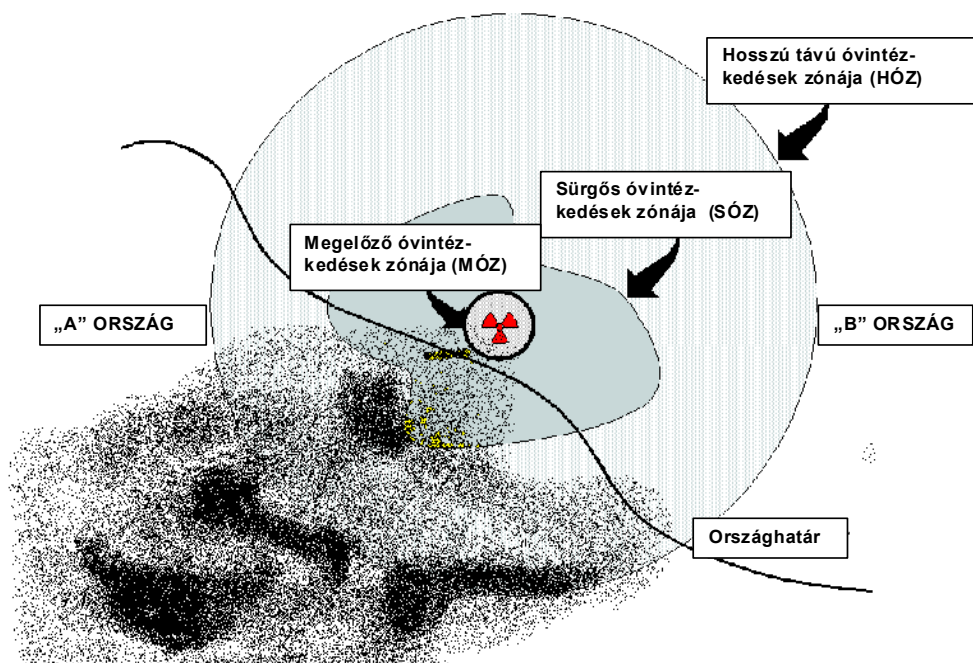 Hosszú távú óvintéz-
kedések zónája (HÓZ)
Sürgős óvintéz-
kedések zónája (SÓZ)
Megelőző óvintéz-
kedések zónája (MÓZ)
„A” ORSZÁG
„B” ORSZÁG
Országhatár